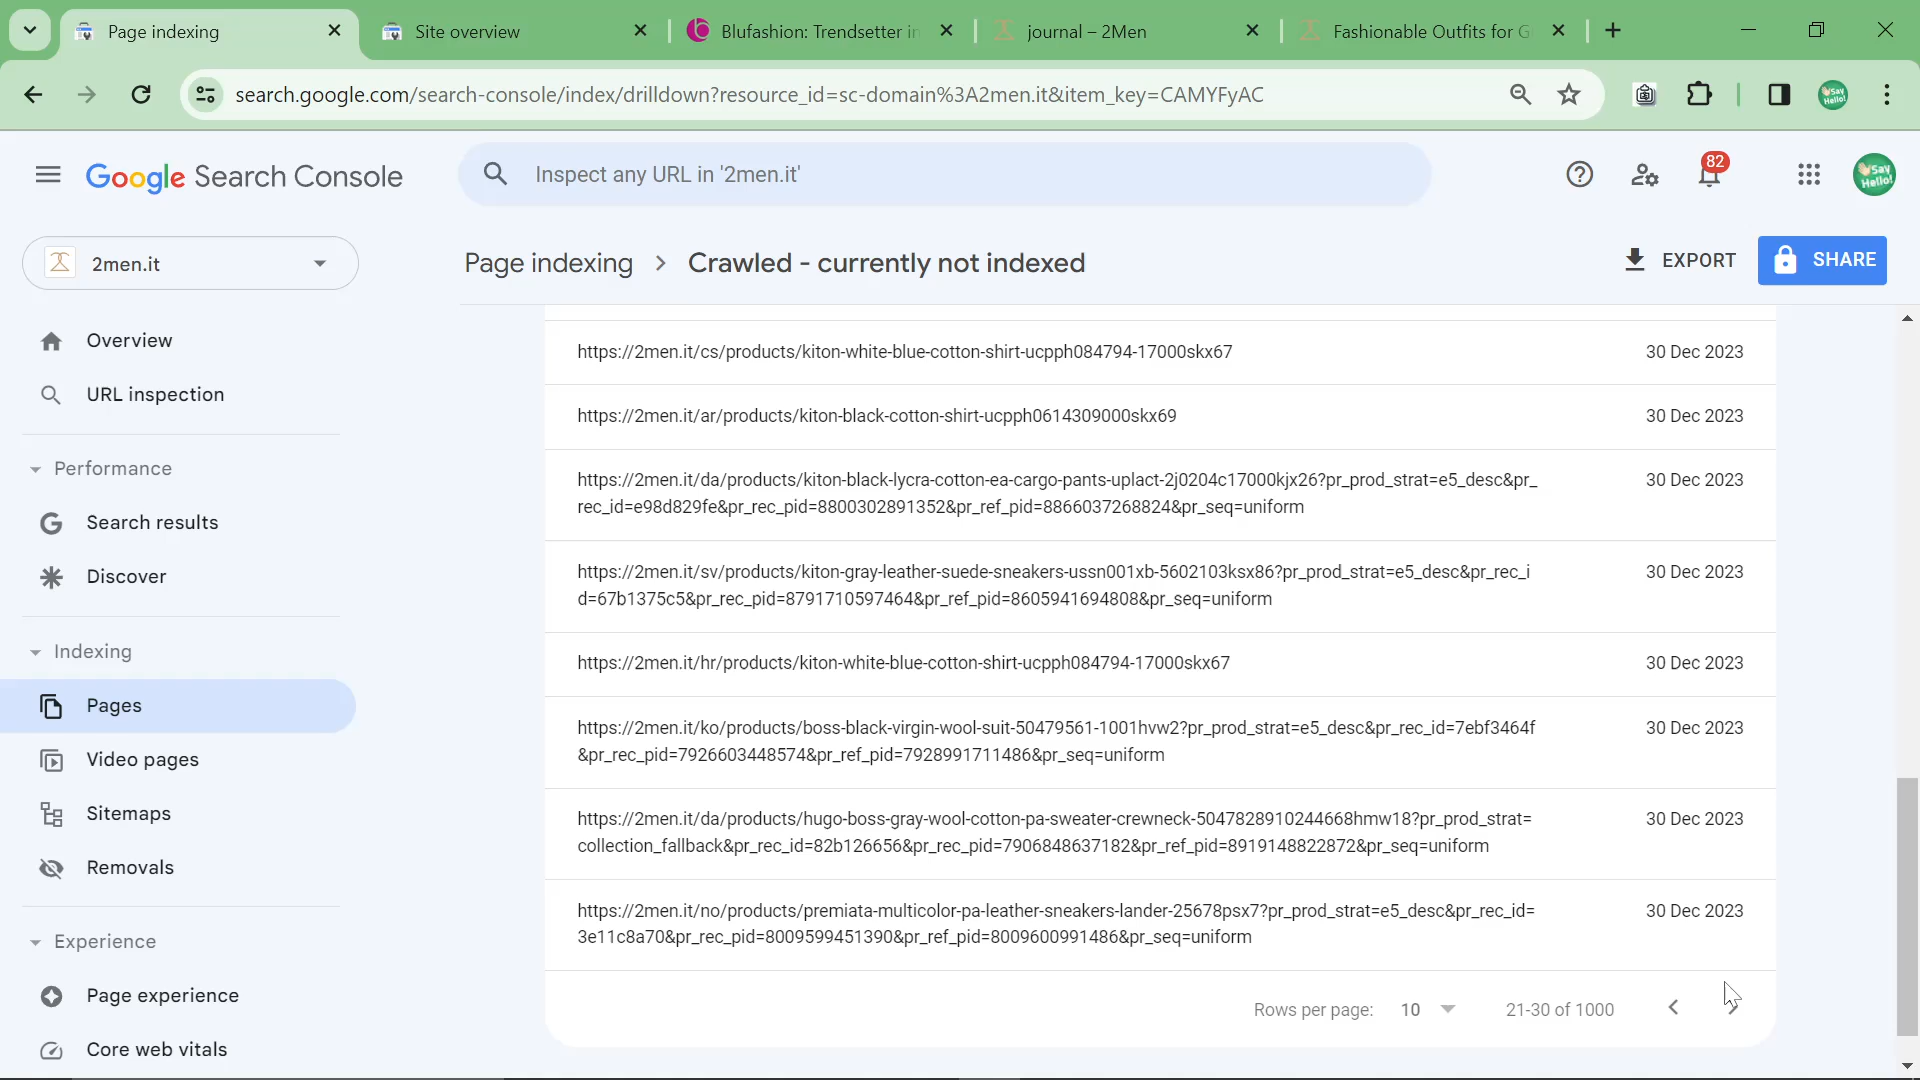 Page indexing
Site overview
Blufashion: Trendsetter in
journal – 2Men
Fashionable Outfits for G
search.google.com/search-console/index/drilldown?resource_id=sc-domain%3A2men.it&item_key=CAMYFyAC
Google Search Console
Inspect any URL in '2men.it'
82
Say Hello!
2men.it
Page indexing > Crawled - currently not indexed
EXPORT
SHARE
Overview
URL inspection
Performance
Search results
Discover
Indexing
Pages
Video pages
Sitemaps
Removals
Experience
Page experience
Core web vitals
https://2men.it/cs/products/kiton-white-blue-cotton-shirt-ucpph084794-17000skx67 30 Dec 2023
https://2men.it/ar/products/kiton-black-cotton-shirt-ucpph0614309000skx69 30 Dec 2023
https://2men.it/da/products/kiton-black-lycra-cotton-ea-cargo-pants-uplact-2j0204c17000kjx26?pr_prod_strat=e5_desc&pr_ 30 Dec 2023
rec_id=e98d829fe&pr_rec_pid=8800302891352&pr_ref_pid=8866037268824&pr_seq=uniform
https://2men.it/sv/products/kiton-gray-leather-suede-sneakers-ussn001xb-5602103ksx86?pr_prod_strat=e5_desc&pr_rec_i 30 Dec 2023
d=67b1375c5&pr_rec_pid=8791710597464&pr_ref_pid=8605941694808&pr_seq=uniform
https://2men.it/hr/products/kiton-white-blue-cotton-shirt-ucpph084794-17000skx67 30 Dec 2023
https://2men.it/ko/products/boss-black-virgin-wool-suit-50479561-1001hvw2?pr_prod_strat=e5_desc&pr_rec_id=7ebf3464f 30 Dec 2023
&pr_rec_pid=7926603448574&pr_ref_pid=7928991711486&pr_seq=uniform
https://2men.it/da/products/hugo-boss-gray-wool-cotton-pa-sweater-crewneck-5047828910244668hmw18?pr_prod_strat= 30 Dec 2023
collection_fallback&pr_rec_id=82b126656&pr_rec_pid=7906848637182&pr_ref_pid=8919148822872&pr_seq=uniform
https://2men.it/no/products/premiata-multicolor-pa-leather-sneakers-lander-25678psx7?pr_prod_strat=e5_desc&pr_rec_id= 30 Dec 2023
3e11c8a70&pr_rec_pid=8009599451390&pr_ref_pid=8009600991486&pr_seq=uniform
Rows per page: 10 21-30 of 1000